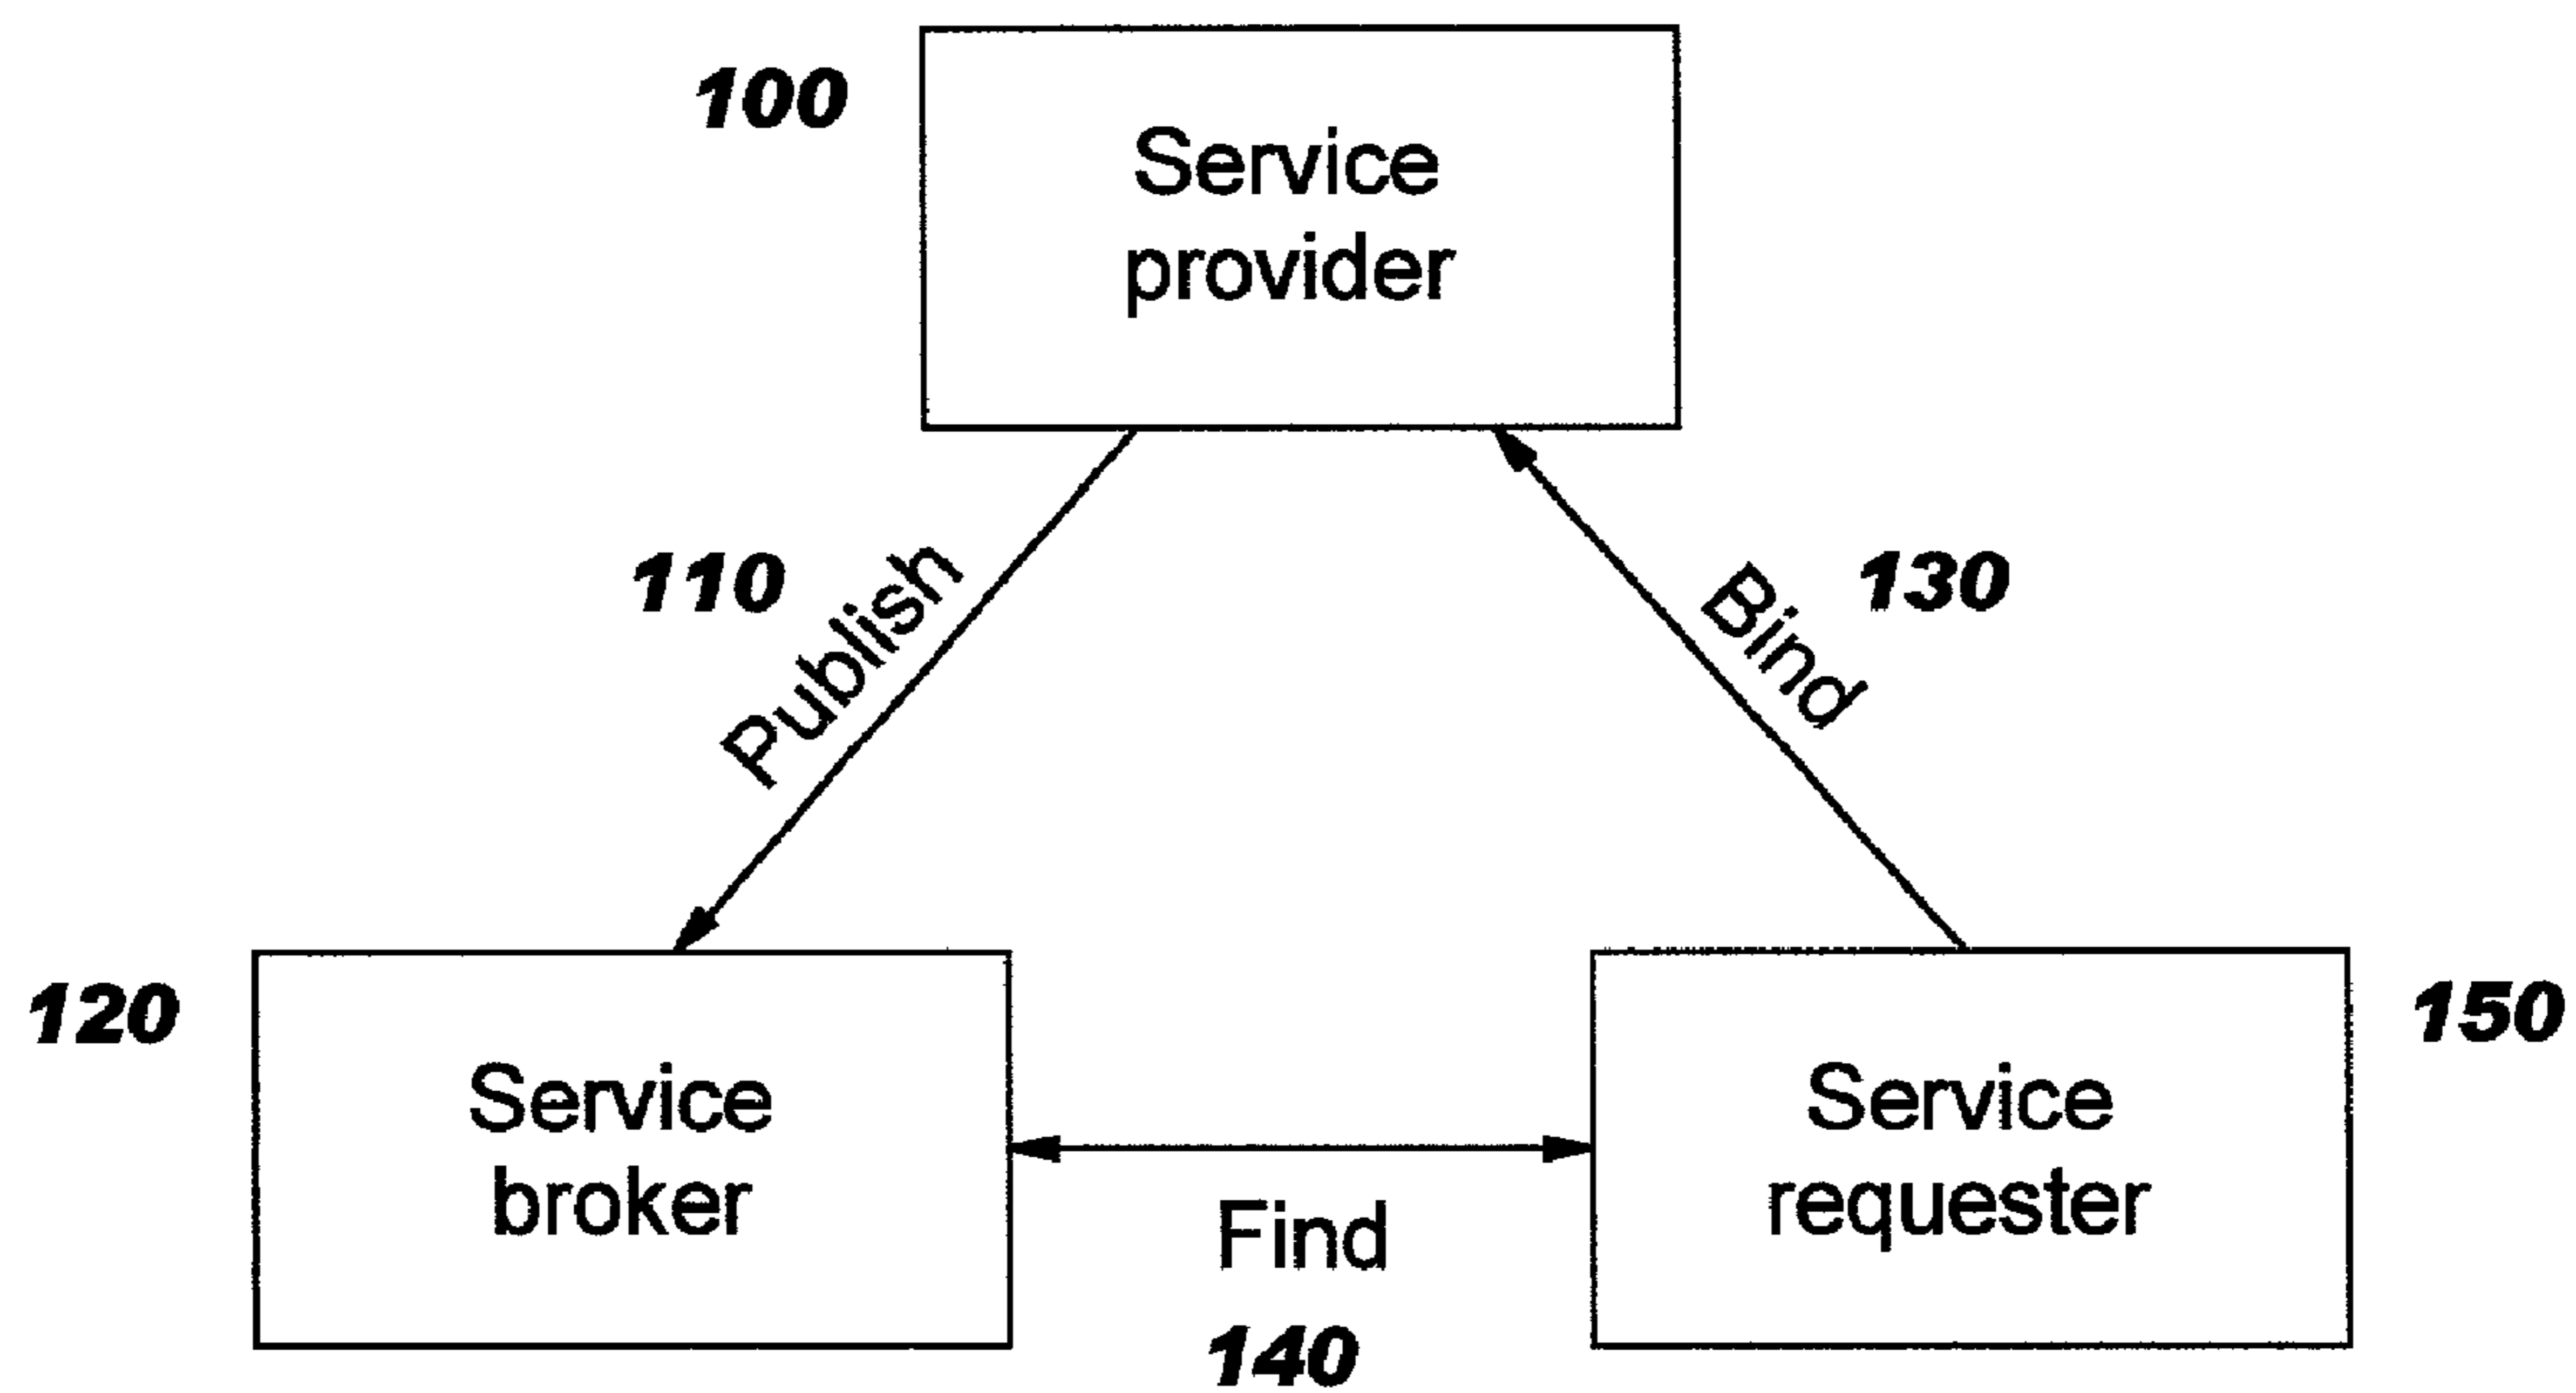 100
Service
provider
110
Publish
Bind
130
120
Service
broker
Find
140
Service
requester
150